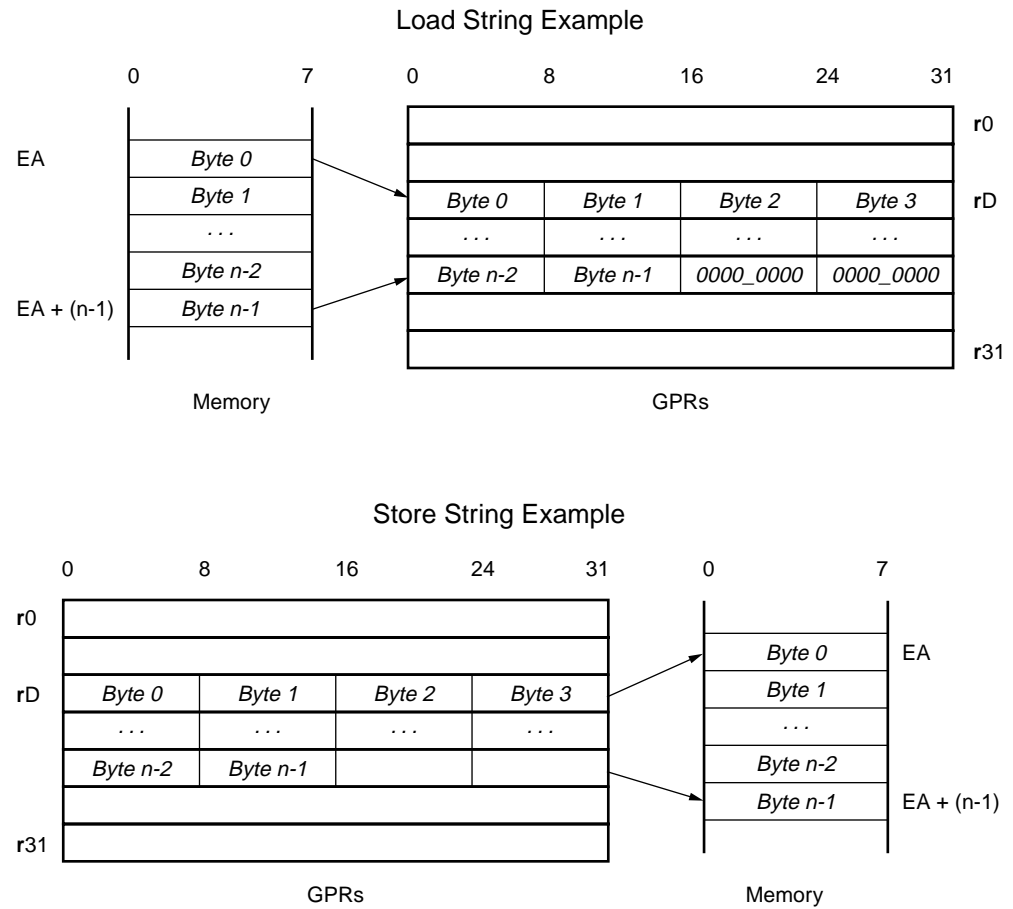 Load String Example
0 7 0 8 16 24 31
r0
EA Byte 0
Byte 1 Byte 0 Byte 1 Byte 2 Byte 3 rD
. . . . . . . . . . . . . . .
Byte n-2 Byte n-2 Byte n-1 0000_0000 0000_0000
EA + (n-1) Byte n-1
r31
Memory GPRs
Store String Example
0 8 16 24 31 0 7
r0
Byte 0 EA
rD Byte 0 Byte 1 Byte 2 Byte 3 Byte 1
. . . . . . . . . . . . . . .
Byte n-2 Byte n-1 Byte n-2
Byte n-1 EA + (n-1)
r31
GPRs Memory